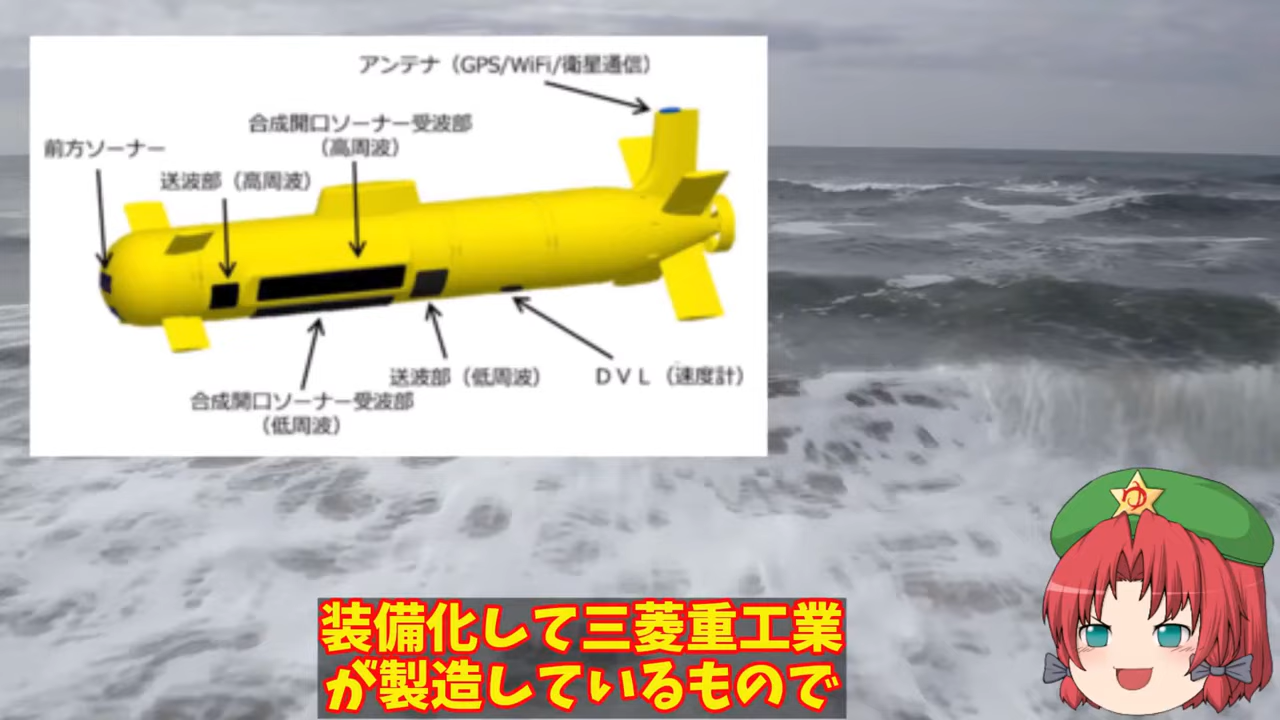 アンテナ（GPS/WiFi/衛星通信）
合成開口ソーナー受波部
（高周波）
前方ソーナー
送波部（高周波）
送波部（低周波）
DVL（速度計）
合成開口ソーナー受波部
（低周波）
装備化して三菱重工業
が製造しているもので